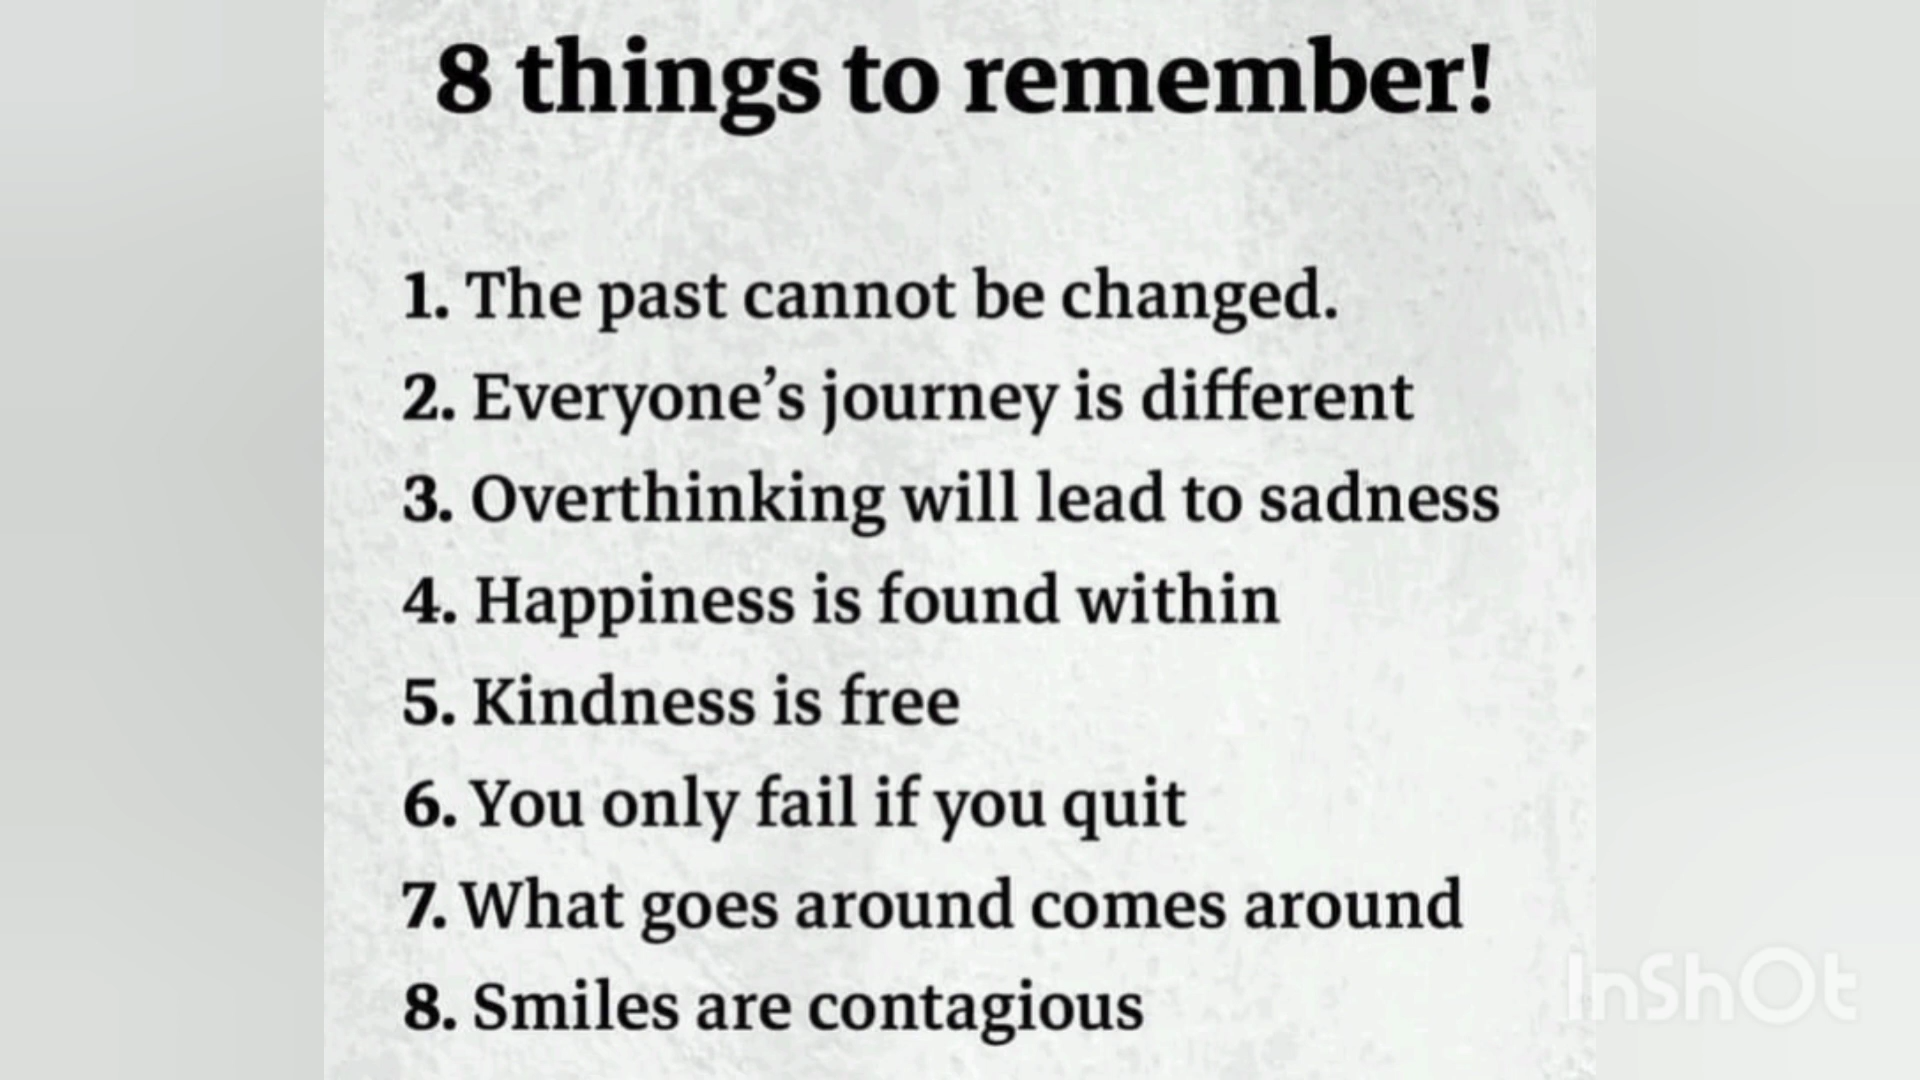 8 things to remember!
1. The past cannot be changed.
2. Everyone’s journey is different
3. Overthinking will lead to sadness
4. Happiness is found within
5. Kindness is free
6. You only fail if you quit
7. What goes around comes around
8. Smiles are contagious
InShOt